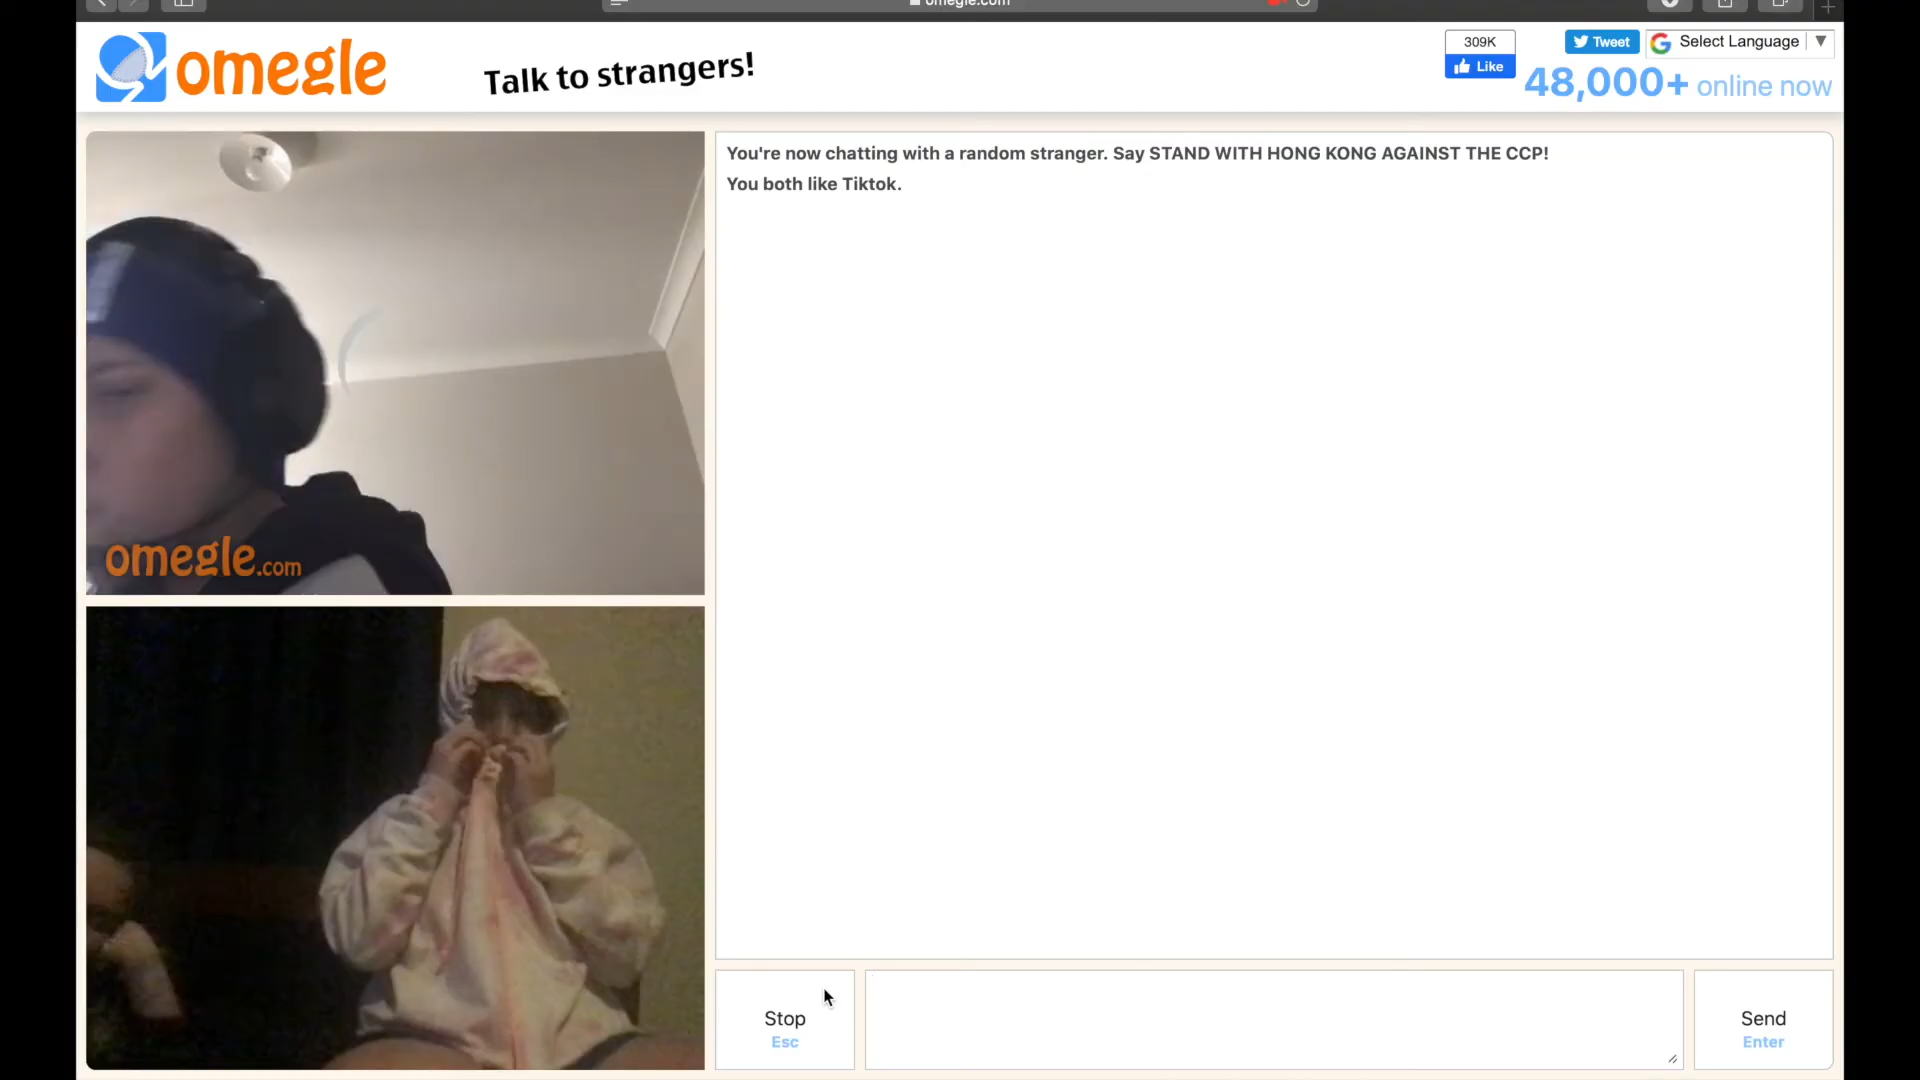 omegle.com
omegle
Talk to strangers!
309K
Like
Tweet
Select Language
48,000+ online now
You're now chatting with a random stranger. Say STAND WITH HONG KONG AGAINST THE CCP!
You both like Tiktok.
omegle.com
Stop
Esc
Send
Enter